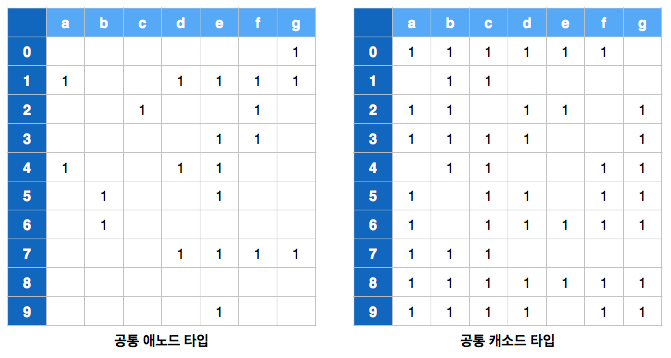 a b c d e f g
0 1
1 1 1 1 1 1
2 1 1
3 1 1
4 1 1 1
5 1 1
6 1
7 1 1 1 1
8
9 1
공통 애노드 타입
a b c d e f g
0 1 1 1 1 1 1
1 1 1
2 1 1 1 1 1
3 1 1 1 1 1
4 1 1 1 1
5 1 1 1 1 1
6 1 1 1 1 1 1
7 1 1 1
8 1 1 1 1 1 1 1
9 1 1 1 1 1 1
공통 캐소드 타입